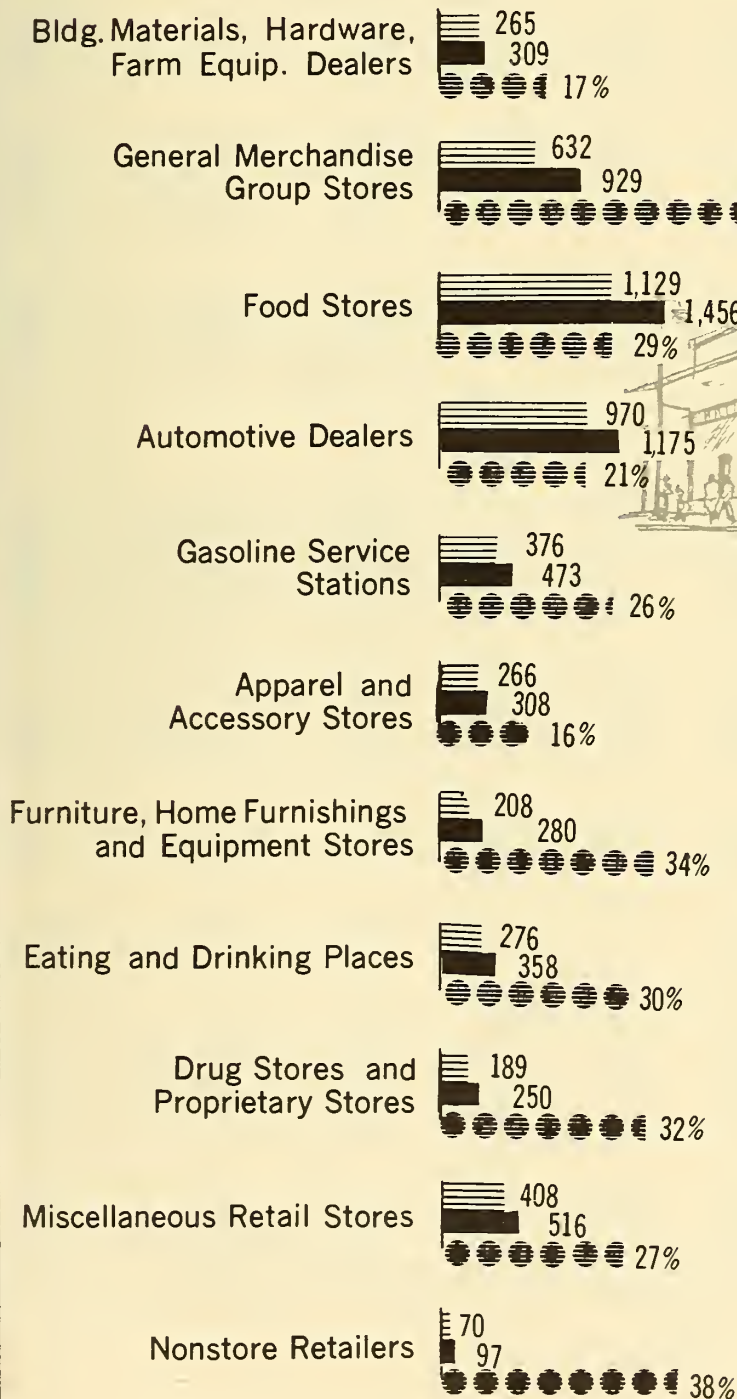 Bldg. Materials, Hardware,
Farm Equip. Dealers
265
309
17%
General Merchandise
Group Stores
632
929
Food Stores
1,129
1,456
29%
Automotive Dealers
970
1,175
21%
Gasoline Service
Stations
376
473
26%
Apparel and
Accessory Stores
266
308
16%
Furniture, Home Furnishings
and Equipment Stores
208
280
34%
Eating and Drinking Places
276
358
30%
Drug Stores and
Proprietary Stores
189
250
32%
Miscellaneous Retail Stores
408
516
27%
Nonstore Retailers
70
97
38%